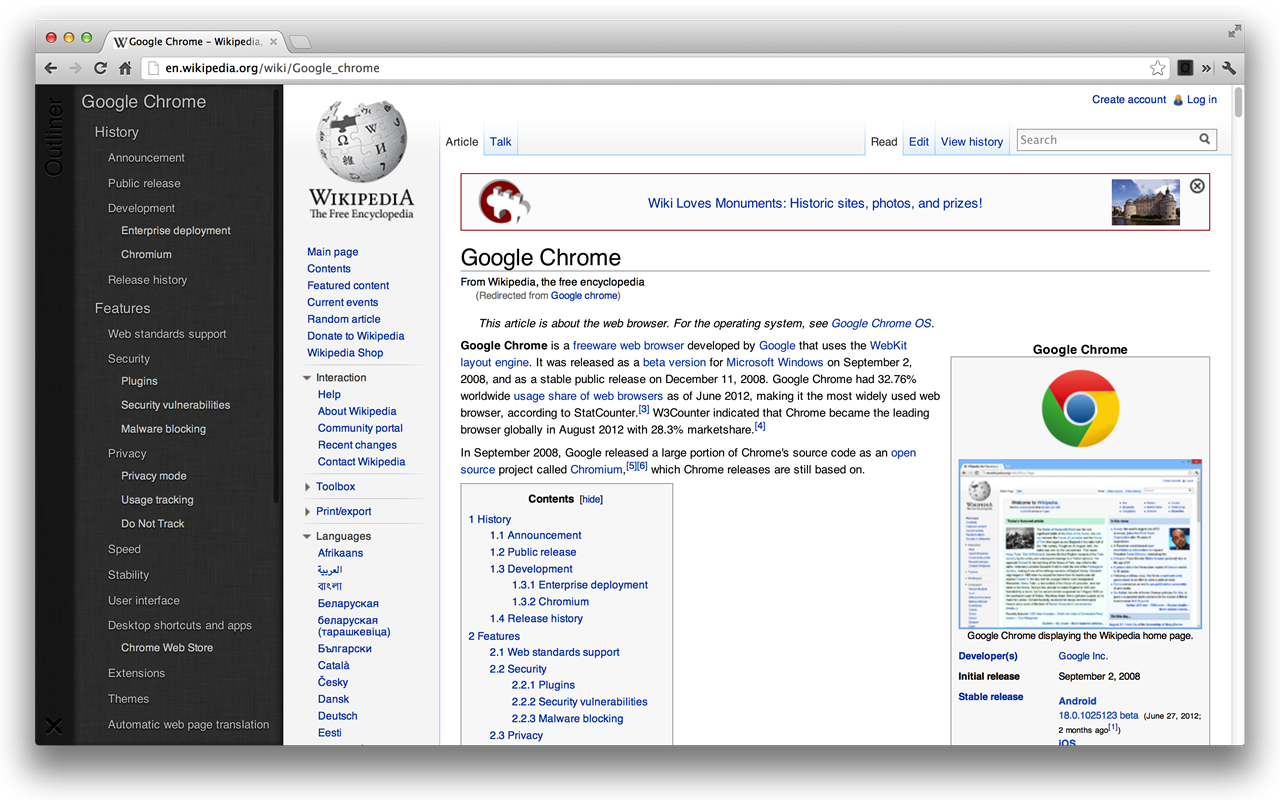 Google Chrome – Wikipedia,
en.wikipedia.org/wiki/Google_chrome
Outliner
Google Chrome
History
Announcement
Public release
Development
Enterprise deployment
Chromium
Release history
Features
Web standards support
Security
Plugins
Security vulnerabilities
Malware blocking
Privacy
Privacy mode
Usage tracking
Do Not Track
Speed
Stability
User interface
Desktop shortcuts and apps
Chrome Web Store
Extensions
Themes
Automatic web page translation
WIKIPEDIA
The Free Encyclopedia
Main page
Contents
Featured content
Current events
Random article
Donate to Wikipedia
Wikipedia Shop
Interaction
Help
About Wikipedia
Community portal
Recent changes
Contact Wikipedia
Toolbox
Print/export
Languages
Afrikaans
العربية
বাংলা
Беларуская
беларуская
(тарашкевіца)
Български
Català
Česky
Dansk
Deutsch
Eesti
Create account Log in
Article Talk Read Edit View history Search
Wiki Loves Monuments: Historic sites, photos, and prizes!
Google Chrome
From Wikipedia, the free encyclopedia
(Redirected from Google chrome)
This article is about the web browser. For the operating system, see Google Chrome OS.
Google Chrome is a freeware web browser developed by Google that uses the WebKit
layout engine. It was released as a beta version for Microsoft Windows on September 2,
2008, and as a stable public release on December 11, 2008. Google Chrome had 32.76%
worldwide usage share of web browsers as of June 2012, making it the most widely used web
browser, according to StatCounter.[3] W3Counter indicated that Chrome became the leading
browser globally in August 2012 with 28.3% marketshare.[4]
In September 2008, Google released a large portion of Chrome's source code as an open
source project called Chromium,[5][6] which Chrome releases are still based on.
Contents [hide]
1 History
1.1 Announcement
1.2 Public release
1.3 Development
1.3.1 Enterprise deployment
1.3.2 Chromium
1.4 Release history
2 Features
2.1 Web standards support
2.2 Security
2.2.1 Plugins
2.2.2 Security vulnerabilities
2.2.3 Malware blocking
2.3 Privacy
Google Chrome
Google Chrome displaying the Wikipedia home page.
Developer(s) Google Inc.
Initial release September 2, 2008
Stable release Android
18.0.1025123 beta (June 27, 2012;
2 months ago[1])
iOS